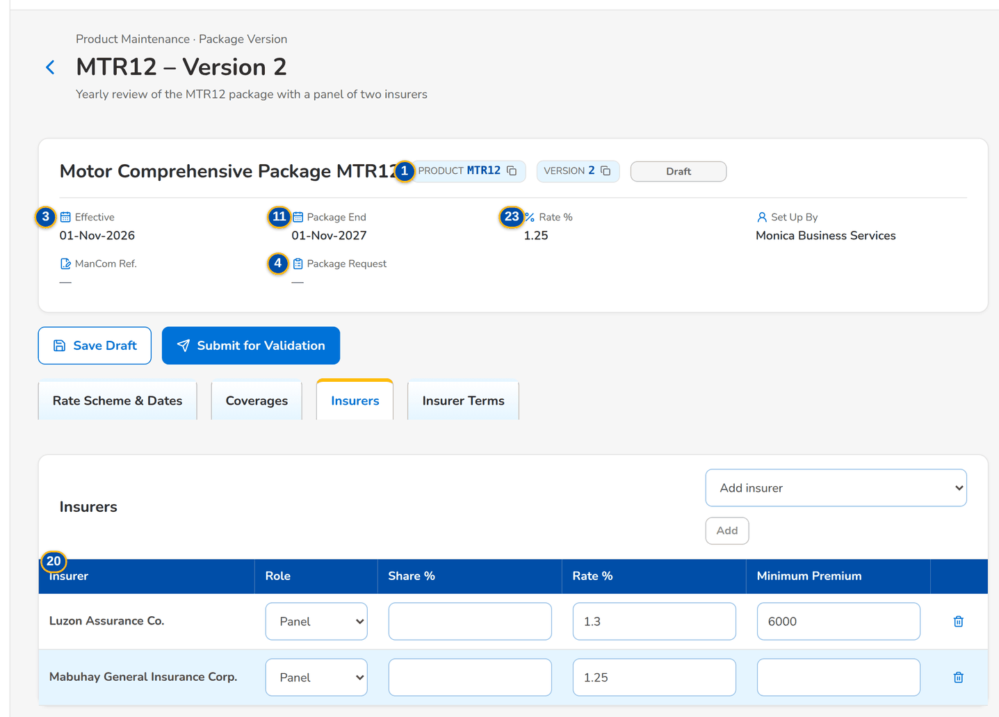 Product Maintenance · Package Version
MTR12 – Version 2
Yearly review of the MTR12 package with a panel of two insurers
Motor Comprehensive Package MTR12
1
PRODUCT MTR12
VERSION 2
Draft
3
Effective
11
Package End
23
Rate %
Set Up By
01-Nov-2026
01-Nov-2027
1.25
Monica Business Services
ManCom Ref.
4
Package Request
—
—
Save Draft
Submit for Validation
Rate Scheme & Dates
Coverages
Insurers
Insurer Terms
Insurers
Add insurer
Add
20
Insurer
Role
Share %
Rate %
Minimum Premium
Luzon Assurance Co.
Panel
1.3
6000
Mabuhay General Insurance Corp.
Panel
1.25